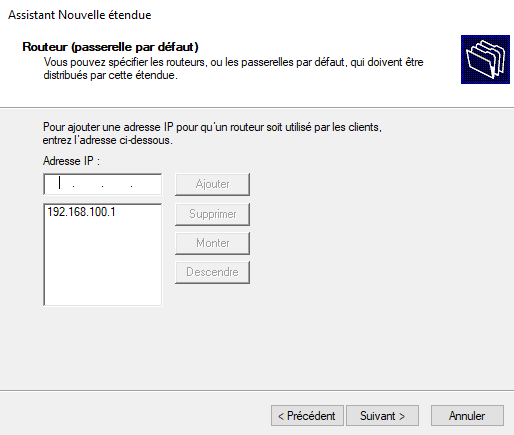 Assistant Nouvelle étendue
Routeur (passerelle par défaut)
Vous pouvez spécifier les routeurs, ou les passerelles par défaut, qui doivent être
distribués par cette étendue.
Pour ajouter une adresse IP pour qu'un routeur soit utilisé par les clients,
entrez l'adresse ci-dessous.
Adresse IP :
. . .
Ajouter
192.168.100.1
Supprimer
Monter
Descendre
< Précédent
Suivant >
Annuler